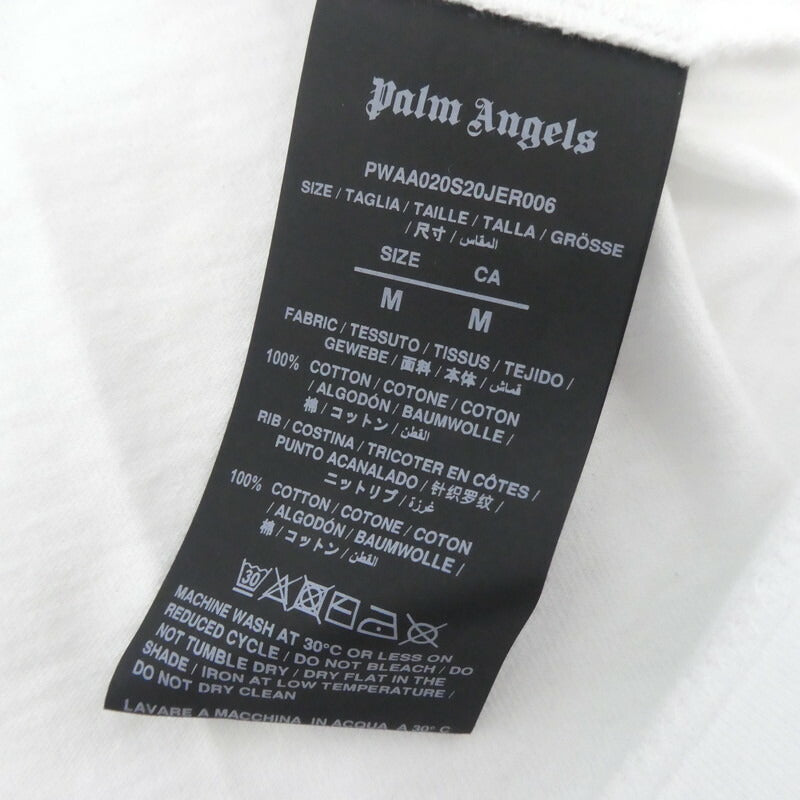 Palm Angels
PWAA020S20JER006
SIZE / TAGLIA / TAILLE / TALLA / GRÖSSE
/ 尺寸 / المقاس
SIZE CA
M M
FABRIC / TESSUTO / TISSUS / TEJIDO /
GEWEBE / 面料 / 本体 / قماش
100% COTTON / COTONE / COTON
/ ALGODÓN / BAUMWOLLE /
棉 / コットン / القطن
RIB / COSTINA / TRICOTER EN CÔTES /
PUNTO ACANALADO / 针织罗纹 /
ニットリブ / غرزة
100% COTTON / COTONE / COTON
/ ALGODÓN / BAUMWOLLE /
棉 / コットン / القطن
30
MACHINE WASH AT 30°C OR LESS ON
REDUCED CYCLE / DO NOT BLEACH / DO
NOT TUMBLE DRY / DRY FLAT IN THE
SHADE / IRON AT LOW TEMPERATURE /
DO NOT DRY CLEAN
LAVARE A MACCHINA IN ACQUA A 30° C